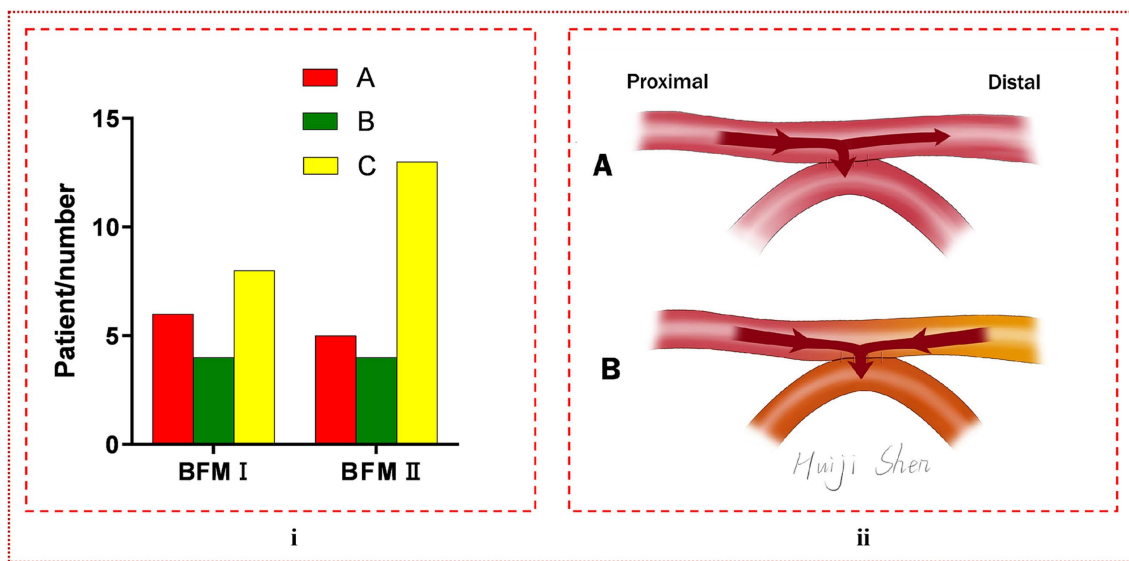 A
B
C
15
10
5
0
Patient/number
BFM Ⅰ
BFM Ⅱ
i
Proximal
Distal
A
B
Huiji Shen
ii